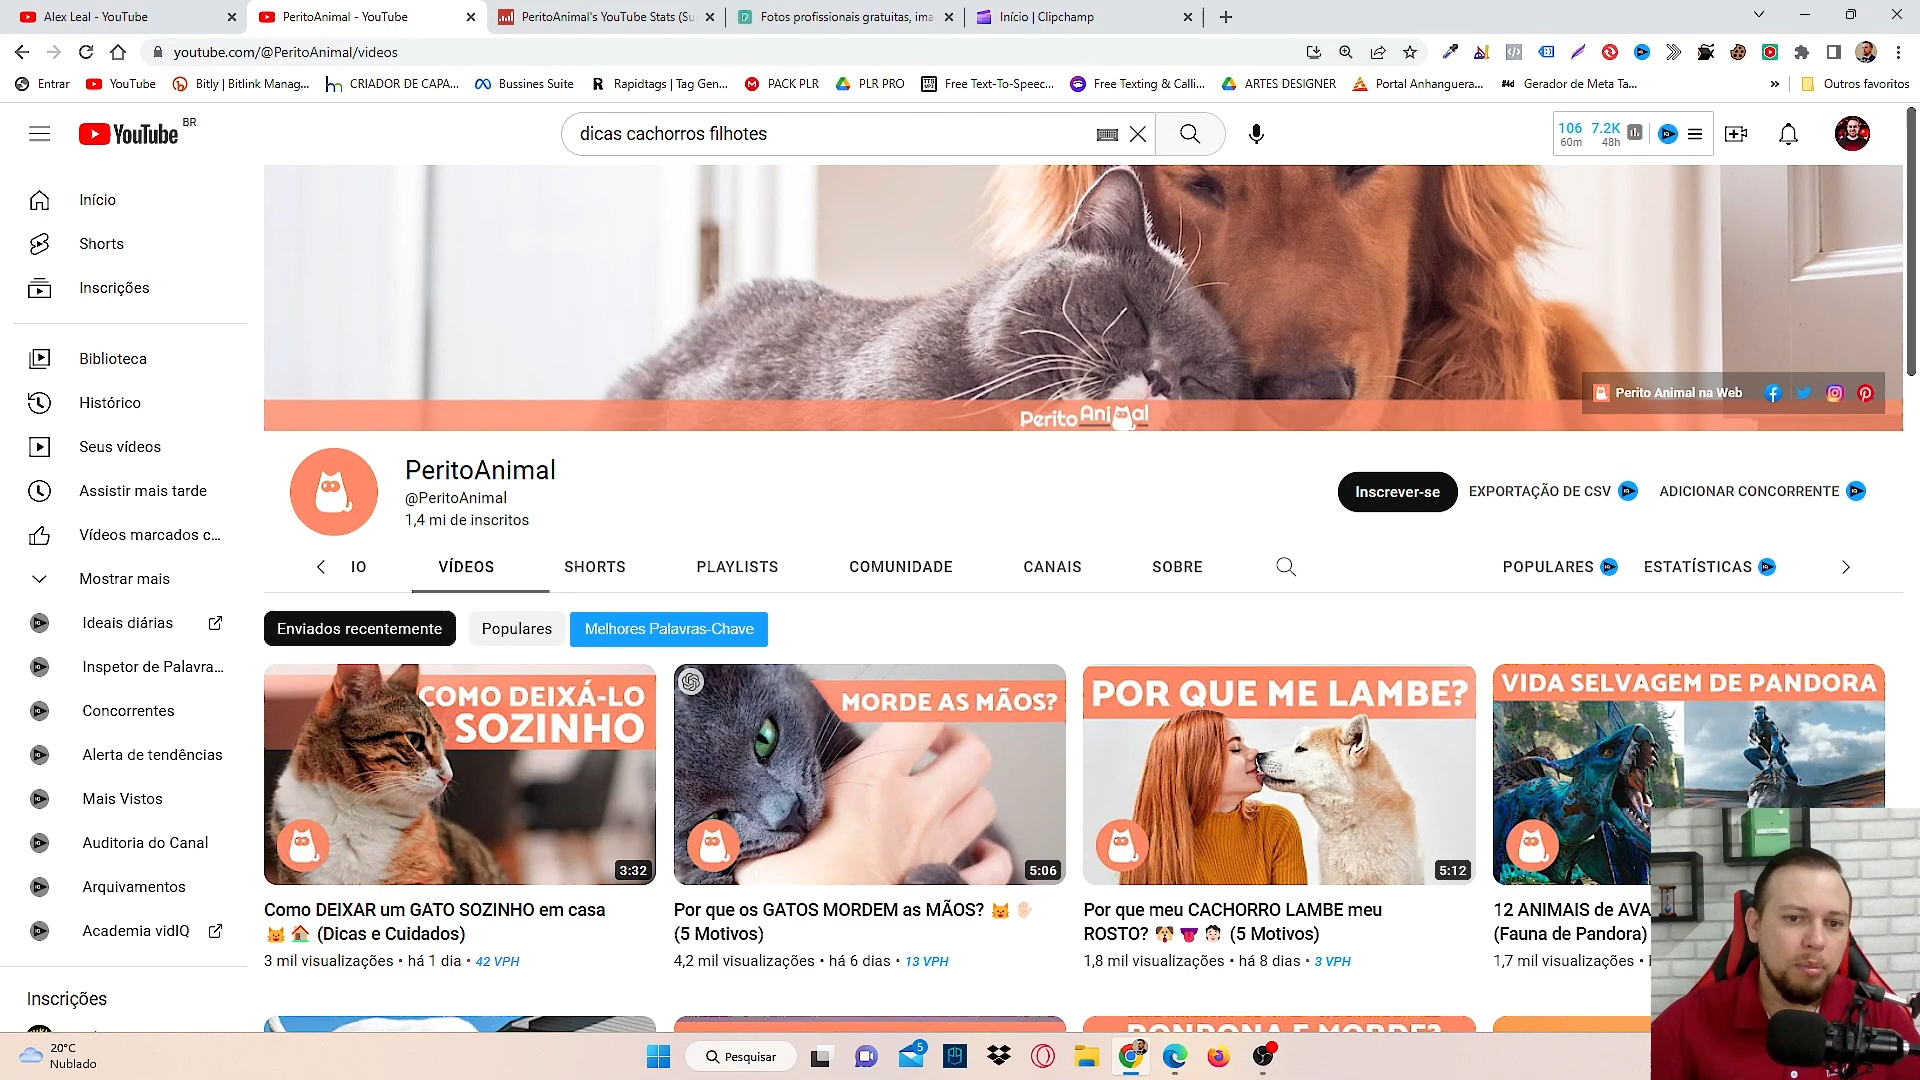 Alex Leal - YouTube
PeritoAnimal - YouTube
PeritoAnimal's YouTube Stats (Su
Fotos profissionais gratuitas, ima
Início | Clipchamp
youtube.com/@PeritoAnimal/videos
Entrar
YouTube
Bitly | Bitlink Manag...
CRIADOR DE CAPA...
Bussines Suite
Rapidtags | Tag Gen...
PACK PLR
PLR PRO
Free Text-To-Speec...
Free Texting & Calli...
ARTES DESIGNER
Portal Anhanguera...
Gerador de Meta Ta...
»
Outros favoritos
YouTube BR
dicas cachorros filhotes
106 7.2K
60m 48h
Início
Shorts
Inscrições
Biblioteca
Histórico
Seus vídeos
Assistir mais tarde
Vídeos marcados c...
Mostrar mais
Ideais diárias
Inspetor de Palavra...
Concorrentes
Alerta de tendências
Mais Vistos
Auditoria do Canal
Arquivamentos
Academia vidIQ
Inscrições
Perito Animal na Web
Perito Animal
PeritoAnimal
@PeritoAnimal
1,4 mi de inscritos
Inscrever-se
EXPORTAÇÃO DE CSV
ADICIONAR CONCORRENTE
IO
VÍDEOS
SHORTS
PLAYLISTS
COMUNIDADE
CANAIS
SOBRE
POPULARES
ESTATÍSTICAS
Enviados recentemente
Populares
Melhores Palavras-Chave
COMO DEIXÁ-LO
SOZINHO
3:32
MORDE AS MÃOS?
5:06
POR QUE ME LAMBE?
5:12
VIDA SELVAGEM DE PANDORA
Como DEIXAR um GATO SOZINHO em casa
(Dicas e Cuidados)
3 mil visualizações • há 1 dia • 42 VPH
Por que os GATOS MORDEM as MÃOS?
(5 Motivos)
4,2 mil visualizações • há 6 dias • 13 VPH
Por que meu CACHORRO LAMBE meu
ROSTO? (5 Motivos)
1,8 mil visualizações • há 8 dias • 3 VPH
12 ANIMAIS de AVA
(Fauna de Pandora)
1,7 mil visualizações •
20°C
Nublado
Pesquisar
5